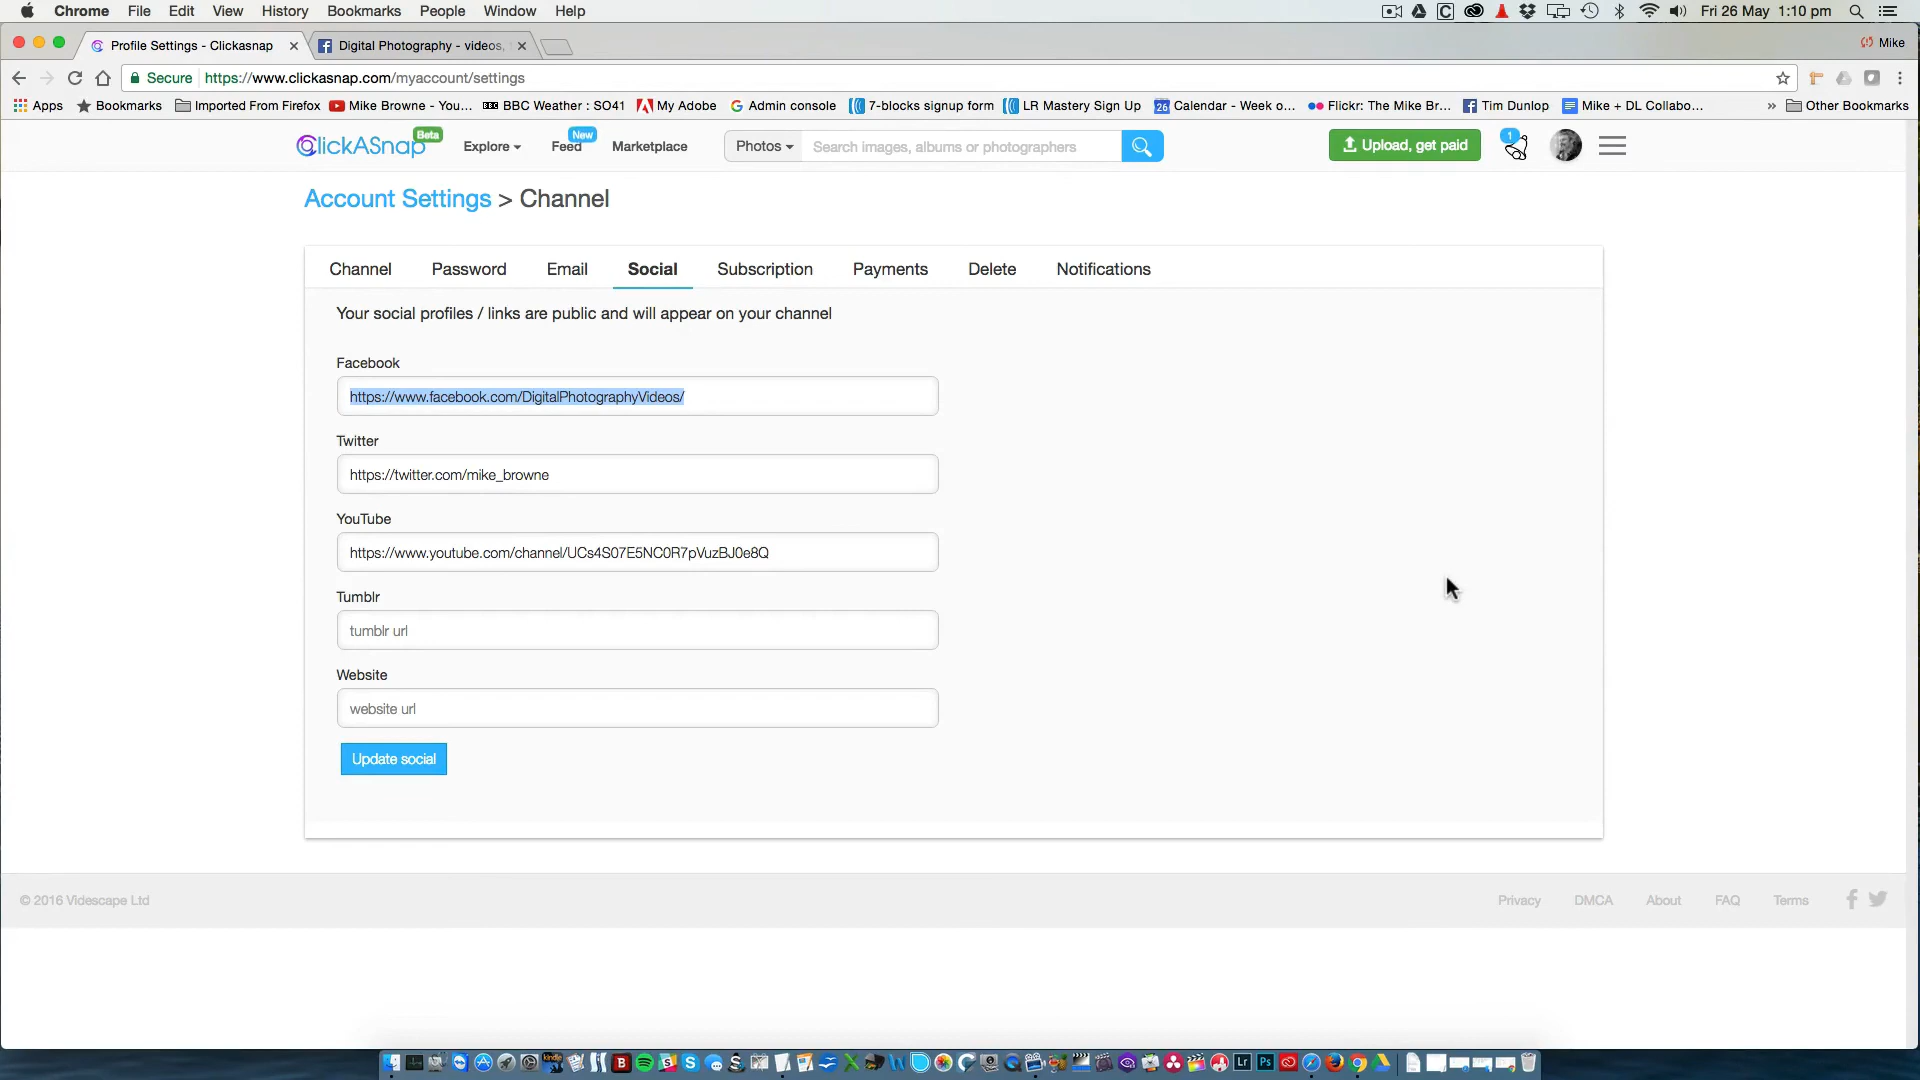 Chrome File Edit View History Bookmarks People Window Help Fri 26 May 1:10 pm
Profile Settings - Clickasnap Digital Photography - videos, Mike
Secure https://www.clickasnap.com/myaccount/settings
Apps Bookmarks Imported From Firefox Mike Browne - You... BBC Weather : SO41 My Adobe Admin console 7-blocks signup form LR Mastery Sign Up 26 Calendar - Week o... Flickr: The Mike Br... Tim Dunlop Mike + DL Collabo... » Other Bookmarks
ClickASnap Beta Explore Feed New Marketplace Photos Search images, albums or photographers Upload, get paid 1
Account Settings > Channel
Channel Password Email Social Subscription Payments Delete Notifications
Your social profiles / links are public and will appear on your channel
Facebook
https://www.facebook.com/DigitalPhotographyVideos/
Twitter
https://twitter.com/mike_browne
YouTube
https://www.youtube.com/channel/UCs4S07E5NC0R7pVuzBJ0e8Q
Tumblr
tumblr url
Website
website url
Update social
© 2016 Videscape Ltd Privacy DMCA About FAQ Terms
Lr Ps